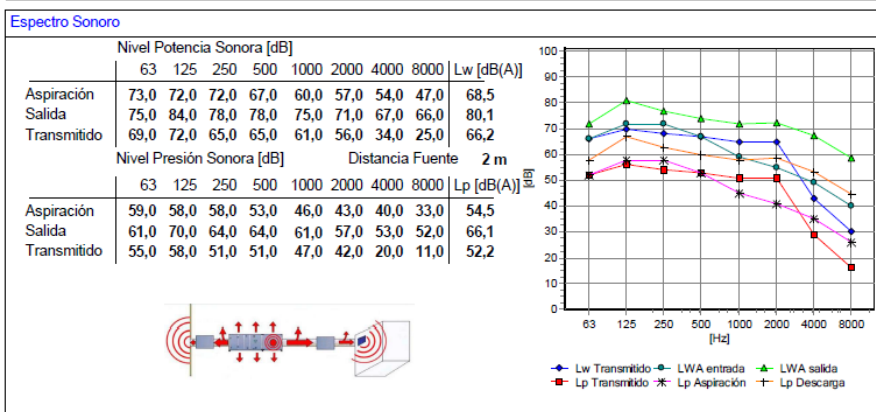 Espectro Sonoro
Nivel Potencia Sonora [dB]
63 125 250 500 1000 2000 4000 8000 Lw [dB(A)]
Aspiración 73,0 72,0 72,0 67,0 60,0 57,0 54,0 47,0 68,5
Salida 75,0 84,0 78,0 78,0 75,0 71,0 67,0 66,0 80,1
Transmitido 69,0 72,0 65,0 65,0 61,0 56,0 34,0 25,0 66,2
Nivel Presión Sonora [dB] Distancia Fuente 2 m
63 125 250 500 1000 2000 4000 8000 Lp [dB(A)]
Aspiración 59,0 58,0 58,0 53,0 46,0 43,0 40,0 33,0 54,5
Salida 61,0 70,0 64,0 64,0 61,0 57,0 53,0 52,0 66,1
Transmitido 55,0 58,0 51,0 51,0 47,0 42,0 20,0 11,0 52,2
100
90
80
70
60
50
40
30
20
10
0
[dB]
63 125 250 500 1000 2000 4000 8000
[Hz]
Lw Transmitido LWA entrada LWA salida
Lp Transmitido Lp Aspiración Lp Descarga